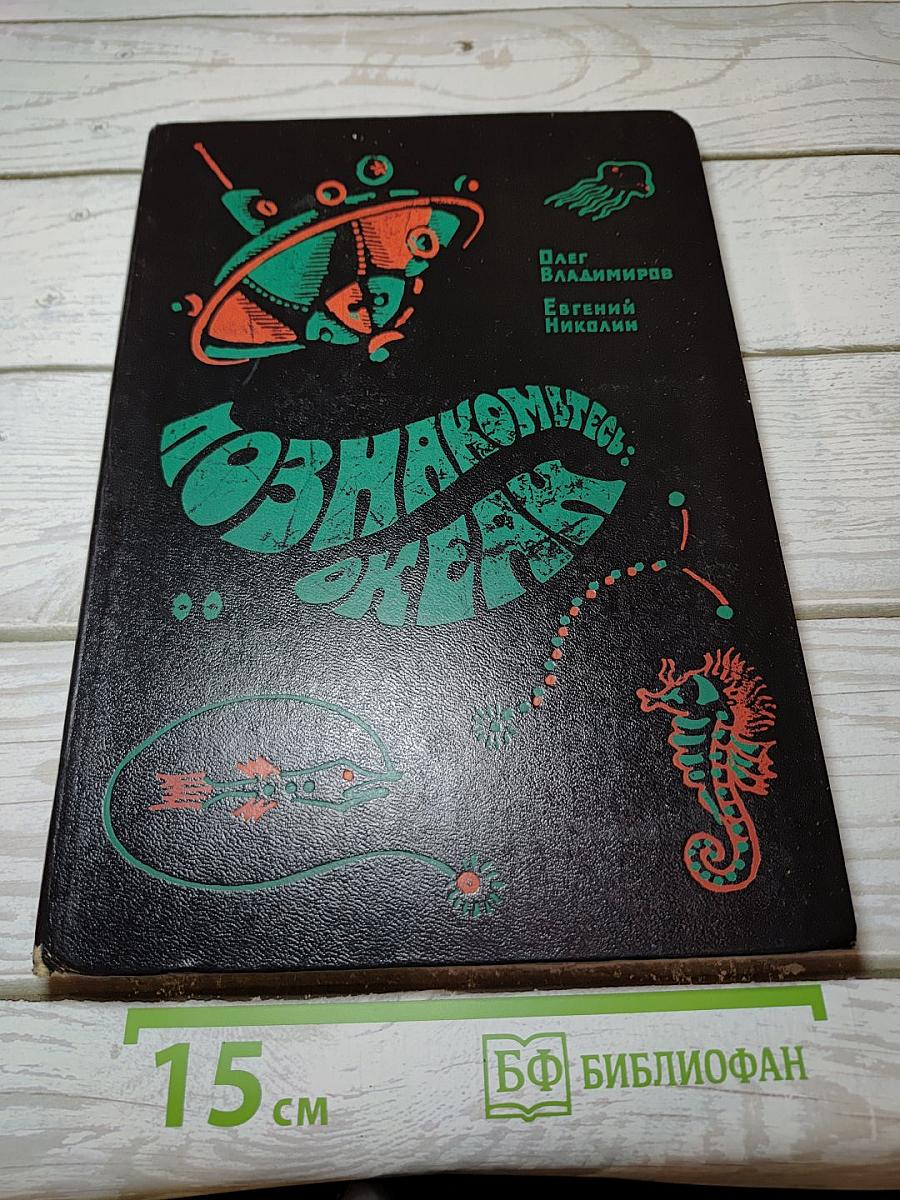 Олег
Владимиров
Евгений
Николин
Познакомьтесь:
океан
15 см
БФ БИБЛИОФАН